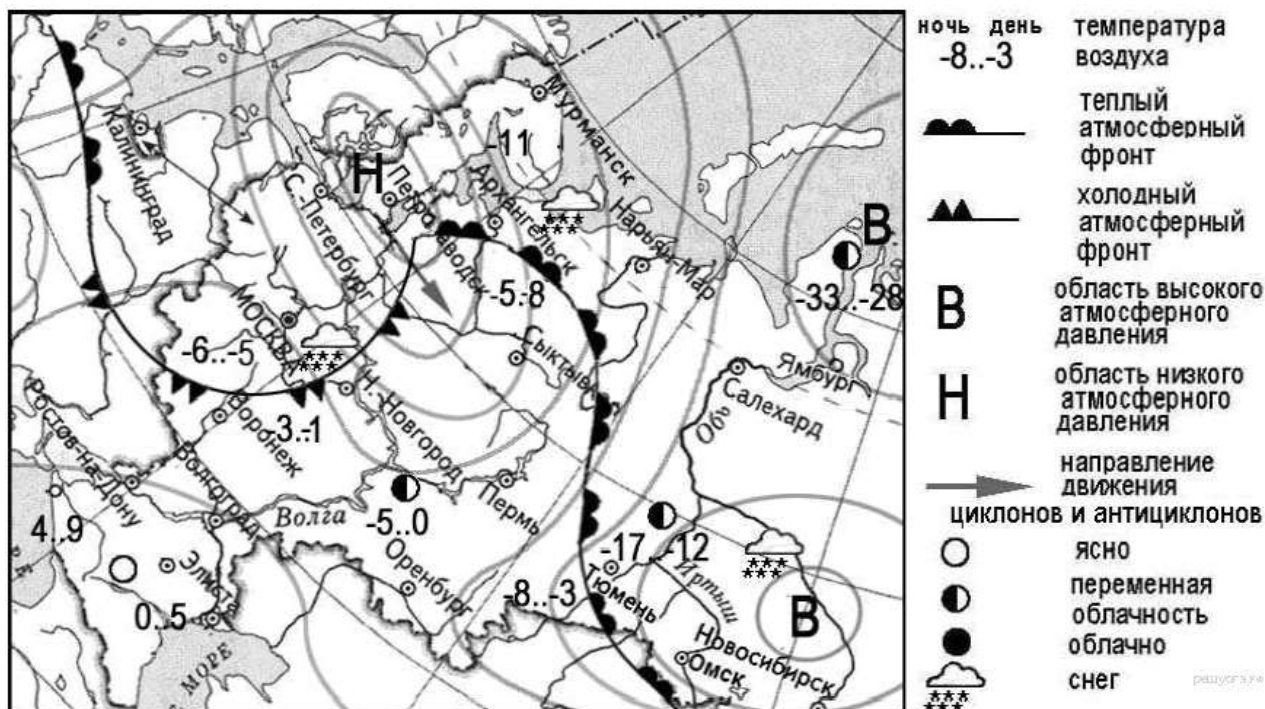 Мурманск
-11
Калининград
Н
Петрозаводск
Архангельск
С.-Петербург
Нарьян-Мар
В
-5..-8
-33..-28
МОСКВА
-6..-5
Сыктывк
Ямбург
Салехард
Обь
Н. Новгород
Воронеж
-3..-1
Ростов-на-Дону
Волгоград
Пермь
Волга
-5..0
4..9
Оренбург
-17..-12
Иртыш
Тюмень
Элист
-8..-3
0..5
В
Новосибирск
Омск
МОРЕ
ночь день температура
-8..-3 воздуха
теплый
атмосферный
фронт
холодный
атмосферный
фронт
В
область высокого
атмосферного
давления
Н
область низкого
атмосферного
давления
направление
движения
циклонов и антициклонов
ясно
переменная
облачность
облачно
снег